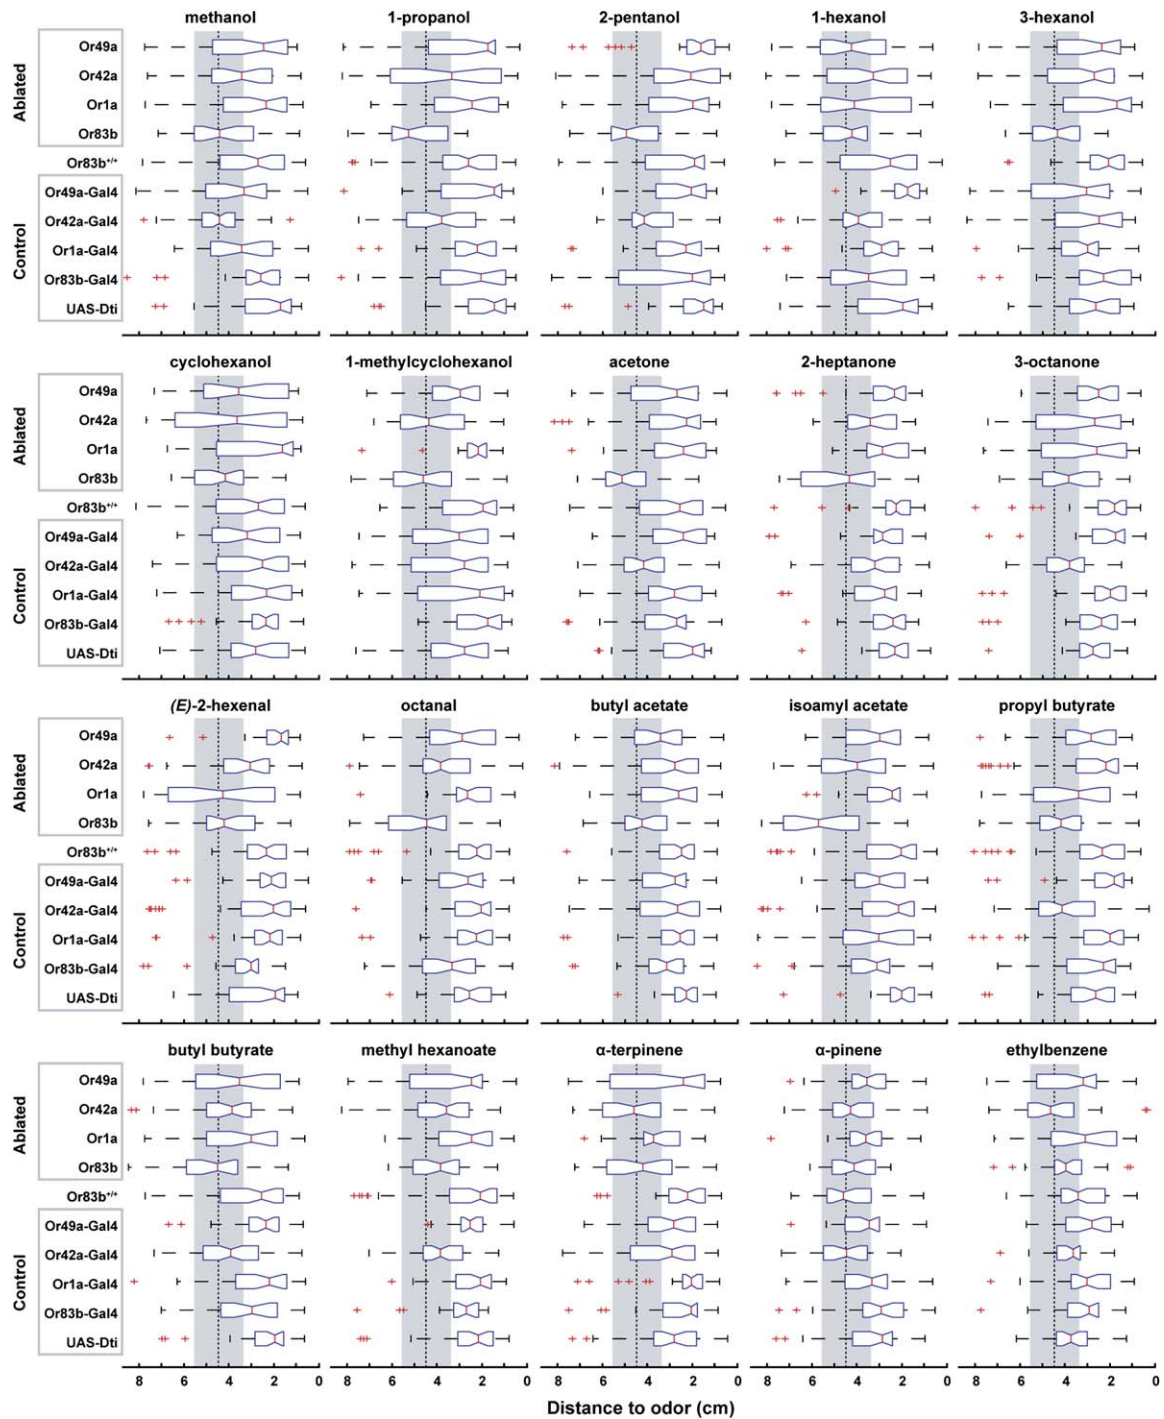 methanol 1-propanol 2-pentanol 1-hexanol 3-hexanol
Ablated
Or49a
Or42a
Or1a
Or83b
Or83b+/+
Control
Or49a-Gal4
Or42a-Gal4
Or1a-Gal4
Or83b-Gal4
UAS-Dti
cyclohexanol 1-methylcyclohexanol acetone 2-heptanone 3-octanone
Ablated
Or49a
Or42a
Or1a
Or83b
Or83b+/+
Control
Or49a-Gal4
Or42a-Gal4
Or1a-Gal4
Or83b-Gal4
UAS-Dti
(E)-2-hexenal octanal butyl acetate isoamyl acetate propyl butyrate
Ablated
Or49a
Or42a
Or1a
Or83b
Or83b+/+
Control
Or49a-Gal4
Or42a-Gal4
Or1a-Gal4
Or83b-Gal4
UAS-Dti
butyl butyrate methyl hexanoate α-terpinene α-pinene ethylbenzene
Ablated
Or49a
Or42a
Or1a
Or83b
Or83b+/+
Control
Or49a-Gal4
Or42a-Gal4
Or1a-Gal4
Or83b-Gal4
UAS-Dti
8 6 4 2 0 8 6 4 2 0 8 6 4 2 0 8 6 4 2 0 8 6 4 2 0
Distance to odor (cm)